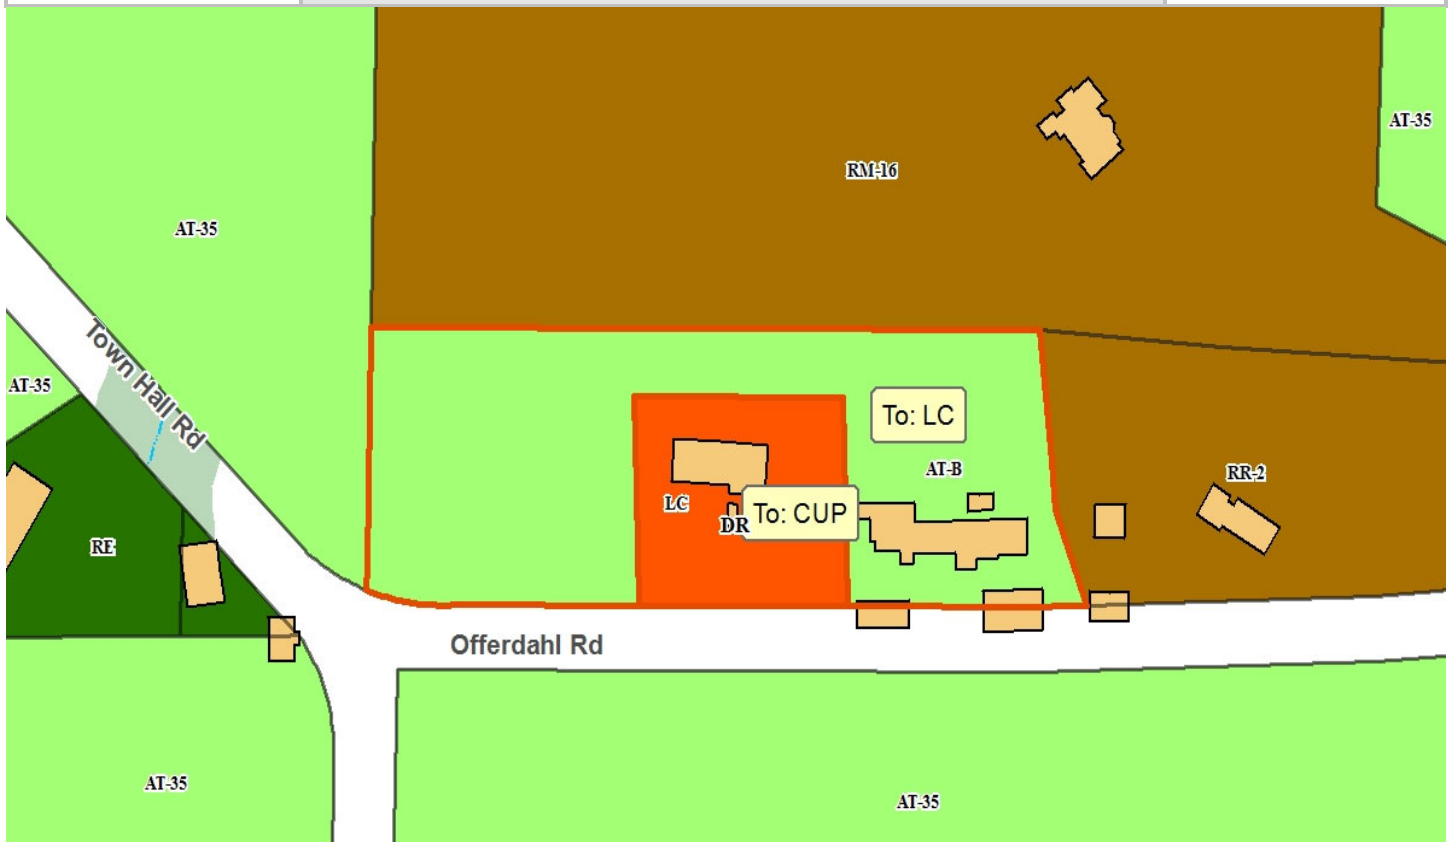 AT-35
RM-16
AT-35
Town Hall Rd
AT-35
To: LC
AT-B
RR-2
LC
To: CUP
DR
RE
Offerdahl Rd
AT-35
AT-35